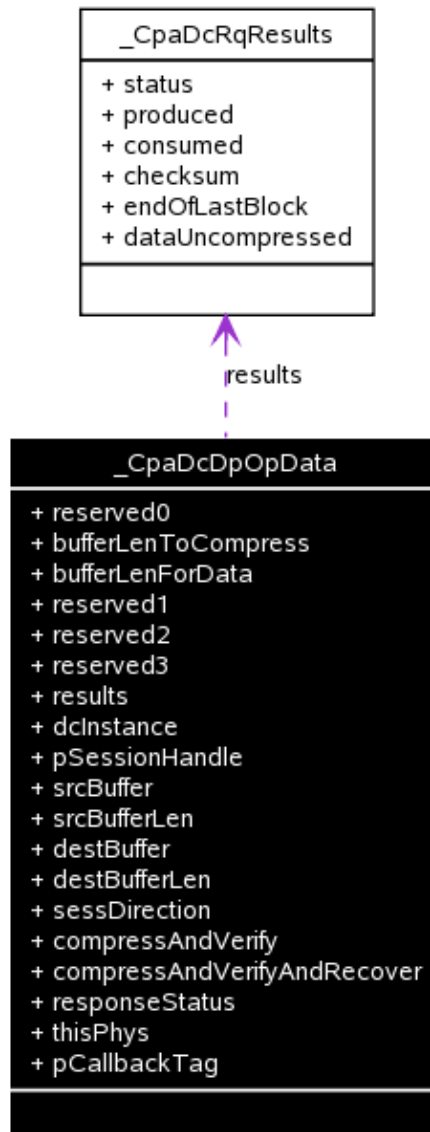 _CpaDcRqResults
+ status
+ produced
+ consumed
+ checksum
+ endOfLastBlock
+ dataUncompressed
results
_CpaDcDpOpData
+ reserved0
+ bufferLenToCompress
+ bufferLenForData
+ reserved1
+ reserved2
+ reserved3
+ results
+ dcInstance
+ pSessionHandle
+ srcBuffer
+ srcBufferLen
+ destBuffer
+ destBufferLen
+ sessDirection
+ compressAndVerify
+ compressAndVerifyAndRecover
+ responseStatus
+ thisPhys
+ pCallbackTag